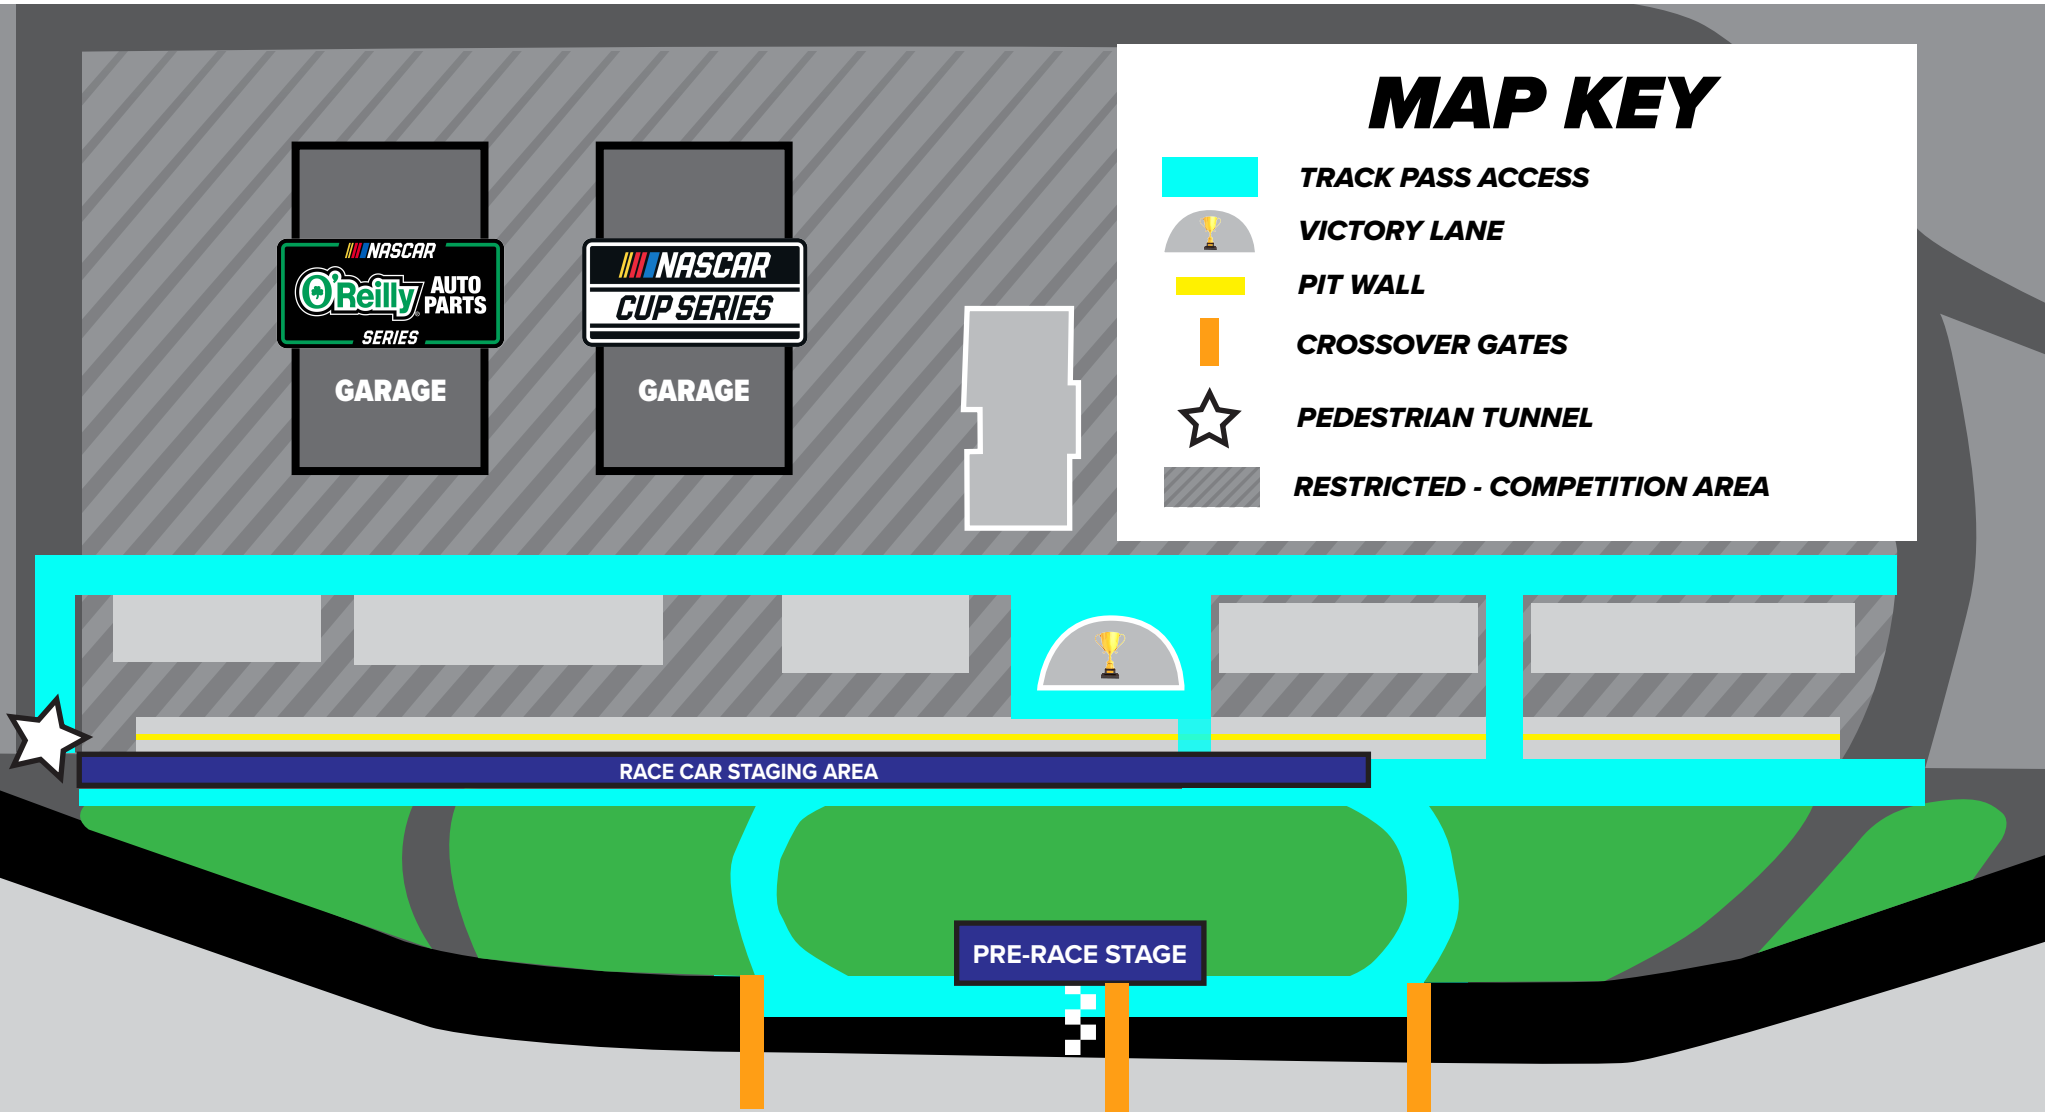 MAP KEY
TRACK PASS ACCESS
VICTORY LANE
PIT WALL
CROSSOVER GATES
PEDESTRIAN TUNNEL
RESTRICTED - COMPETITION AREA
NASCAR
O'Reilly AUTO PARTS
SERIES
GARAGE
NASCAR
CUP SERIES
GARAGE
RACE CAR STAGING AREA
PRE-RACE STAGE